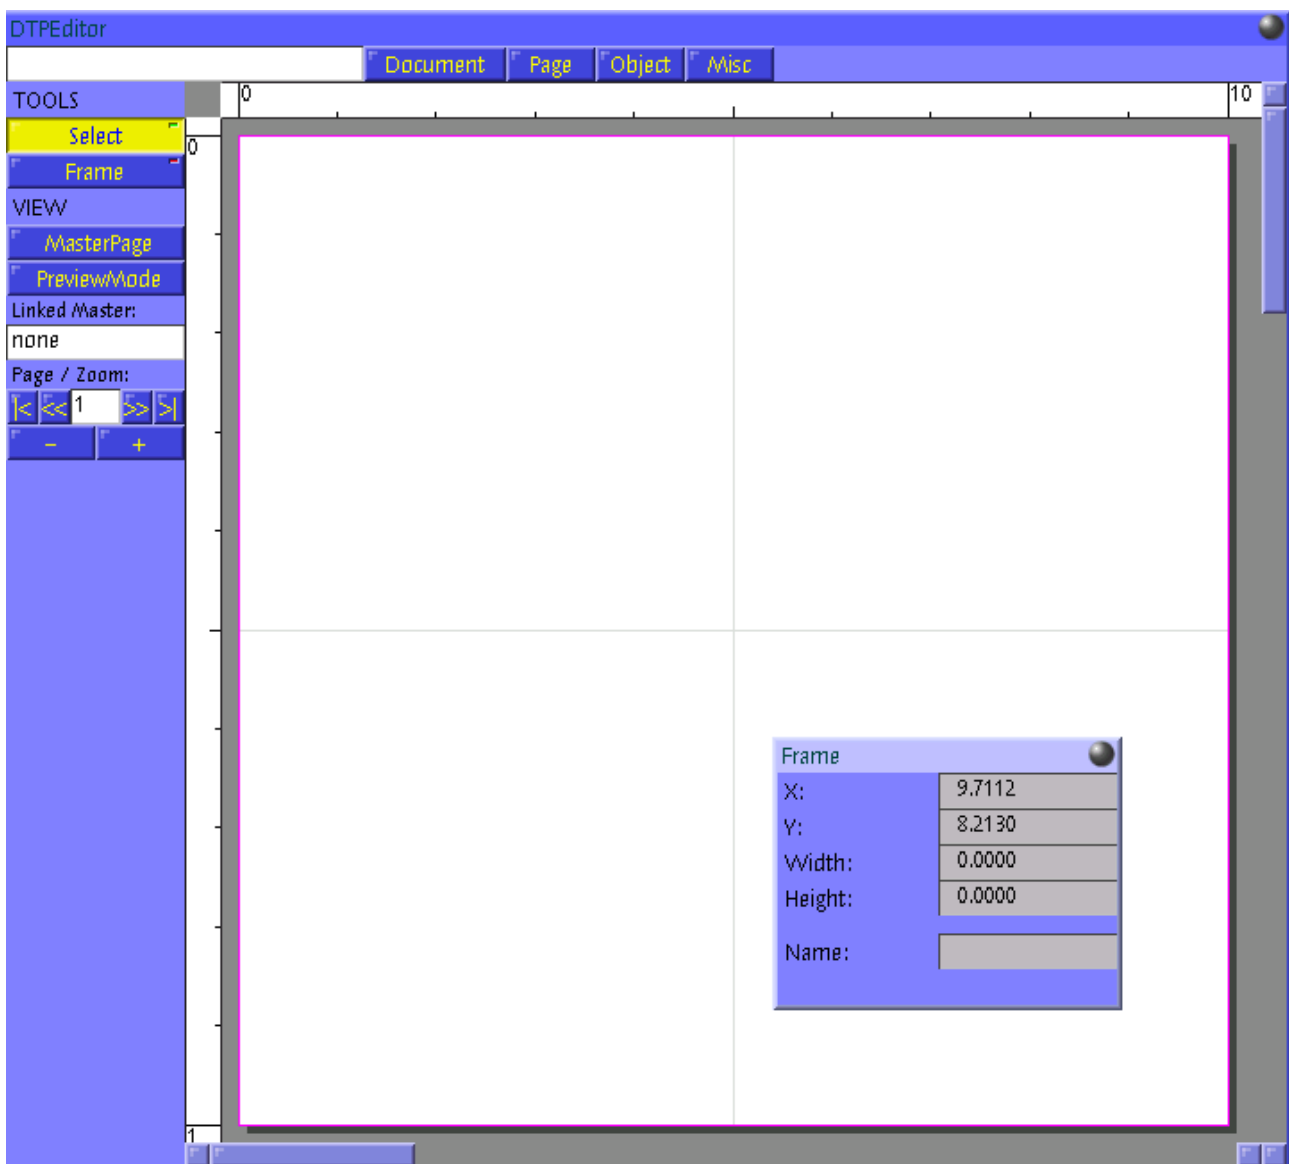 DTPEditor
Document Page Object Misc
TOOLS
0 10
Select
0
Frame
VIEW
MasterPage
PreviewMode
Linked Master:
none
Page / Zoom:
|< << 1 >> >|
- +
Frame
X: 9.7112
Y: 8.2130
Width: 0.0000
Height: 0.0000
Name:
1